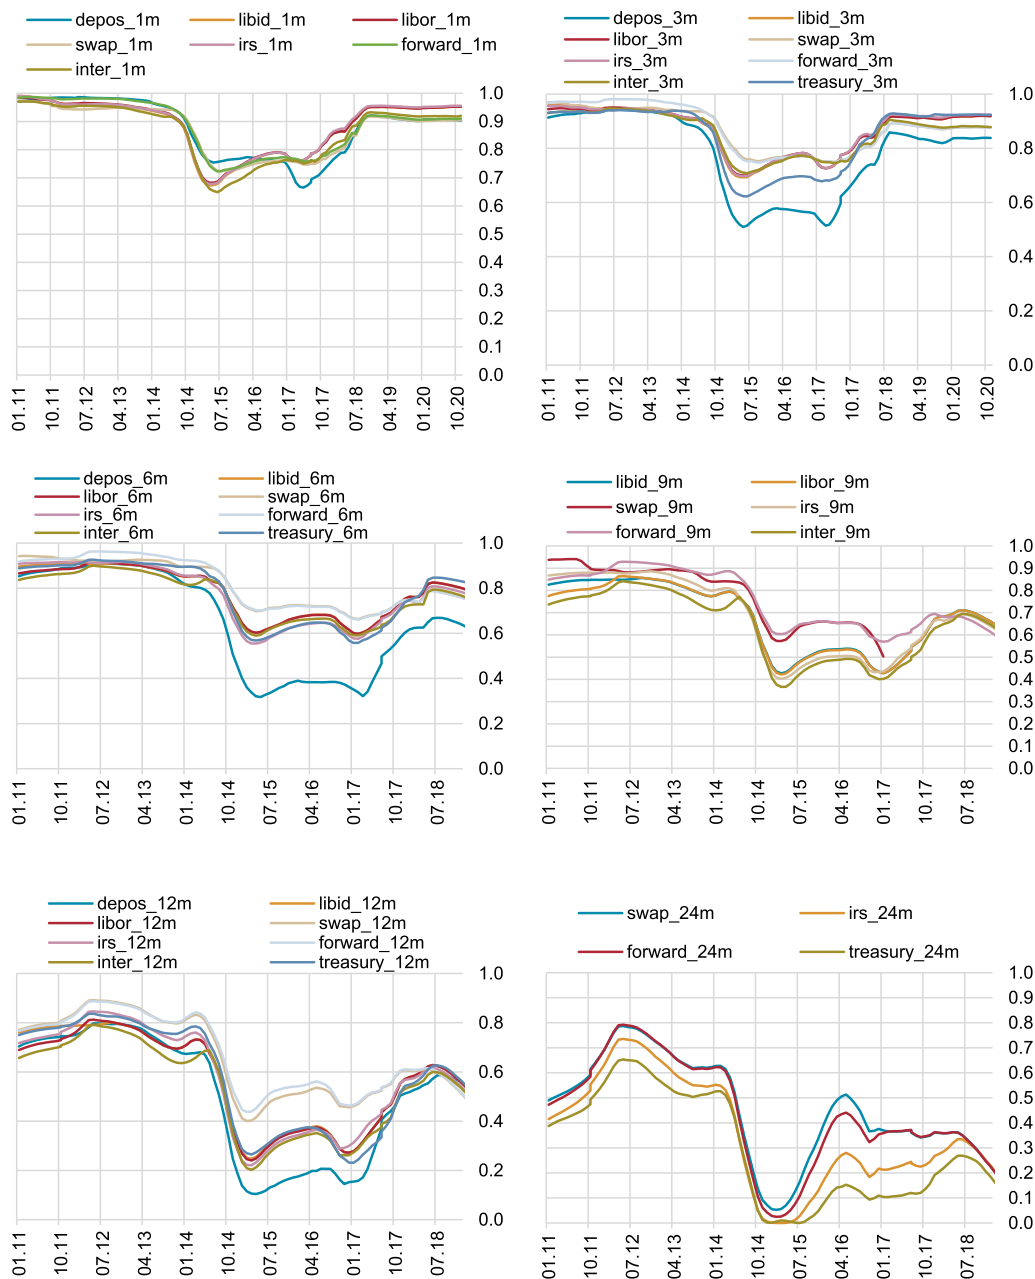 depos_1m libid_1m libor_1m
swap_1m irs_1m forward_1m
inter_1m
1.0
0.9
0.8
0.7
0.6
0.5
0.4
0.3
0.2
0.1
0.0
01.11 10.11 07.12 04.13 01.14 10.14 07.15 04.16 01.17 10.17 07.18 04.19 01.20 10.20
depos_3m libid_3m
libor_3m swap_3m
irs_3m forward_3m
inter_3m treasury_3m
1.0
0.8
0.6
0.4
0.2
0.0
01.11 10.11 07.12 04.13 01.14 10.14 07.15 04.16 01.17 10.17 07.18 04.19 01.20 10.20
depos_6m libid_6m
libor_6m swap_6m
irs_6m forward_6m
inter_6m treasury_6m
1.0
0.8
0.6
0.4
0.2
0.0
01.11 10.11 07.12 04.13 01.14 10.14 07.15 04.16 01.17 10.17 07.18
libid_9m libor_9m
swap_9m irs_9m
forward_9m inter_9m
1.0
0.9
0.8
0.7
0.6
0.5
0.4
0.3
0.2
0.1
0.0
01.11 10.11 07.12 04.13 01.14 10.14 07.15 04.16 01.17 10.17 07.18
depos_12m libid_12m
libor_12m swap_12m
irs_12m forward_12m
inter_12m treasury_12m
1.0
0.8
0.6
0.4
0.2
0.0
01.11 10.11 07.12 04.13 01.14 10.14 07.15 04.16 01.17 10.17 07.18
swap_24m irs_24m
forward_24m treasury_24m
1.0
0.9
0.8
0.7
0.6
0.5
0.4
0.3
0.2
0.1
0.0
01.11 10.11 07.12 04.13 01.14 10.14 07.15 04.16 01.17 10.17 07.18